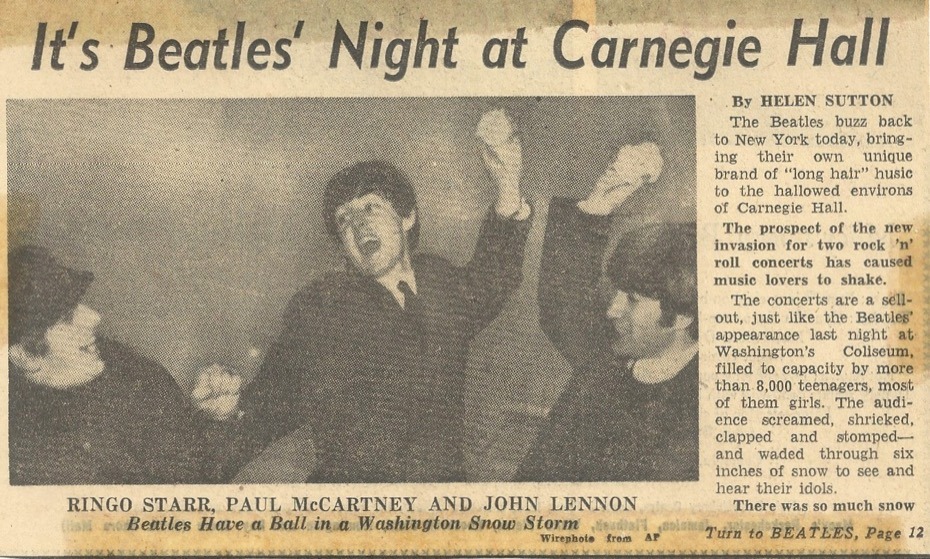 It's Beatles' Night at Carnegie Hall
By HELEN SUTTON
The Beatles buzz back
to New York today, bring-
ing their own unique
brand of "long hair" husic
to the hallowed environs
of Carnegie Hall.
The prospect of the new
invasion for two rock 'n'
roll concerts has caused
music lovers to shake.
The concerts are a sell-
out, just like the Beatles'
appearance last night at
Washington's Coliseum,
filled to capacity by more
than 8,000 teenagers, most
of them girls. The audi-
ence screamed, shrieked,
clapped and stomped—
and waded through six
inches of snow to see and
hear their idols.
There was so much snow
Turn to BEATLES, Page 12
RINGO STARR, PAUL McCARTNEY AND JOHN LENNON
Beatles Have a Ball in a Washington Snow Storm
Wirephoto from AP